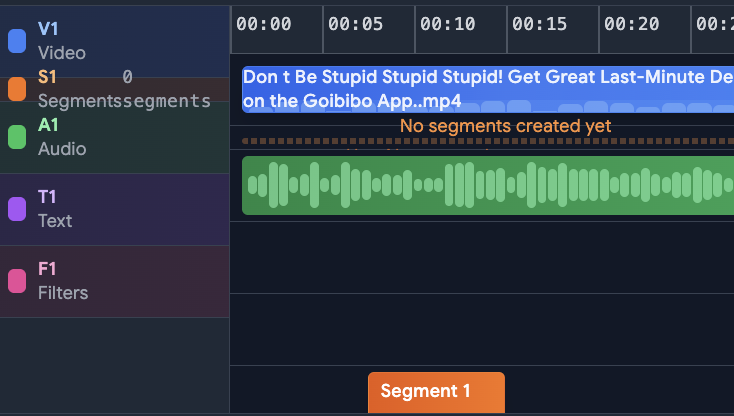 00:00 00:05 00:10 00:15 00:20
V1
Video
Don t Be Stupid Stupid Stupid! Get Great Last-Minute De
on the Goibibo App..mp4
S1 0
Segmentssegments
No segments created yet
A1
Audio
T1
Text
F1
Filters
Segment 1